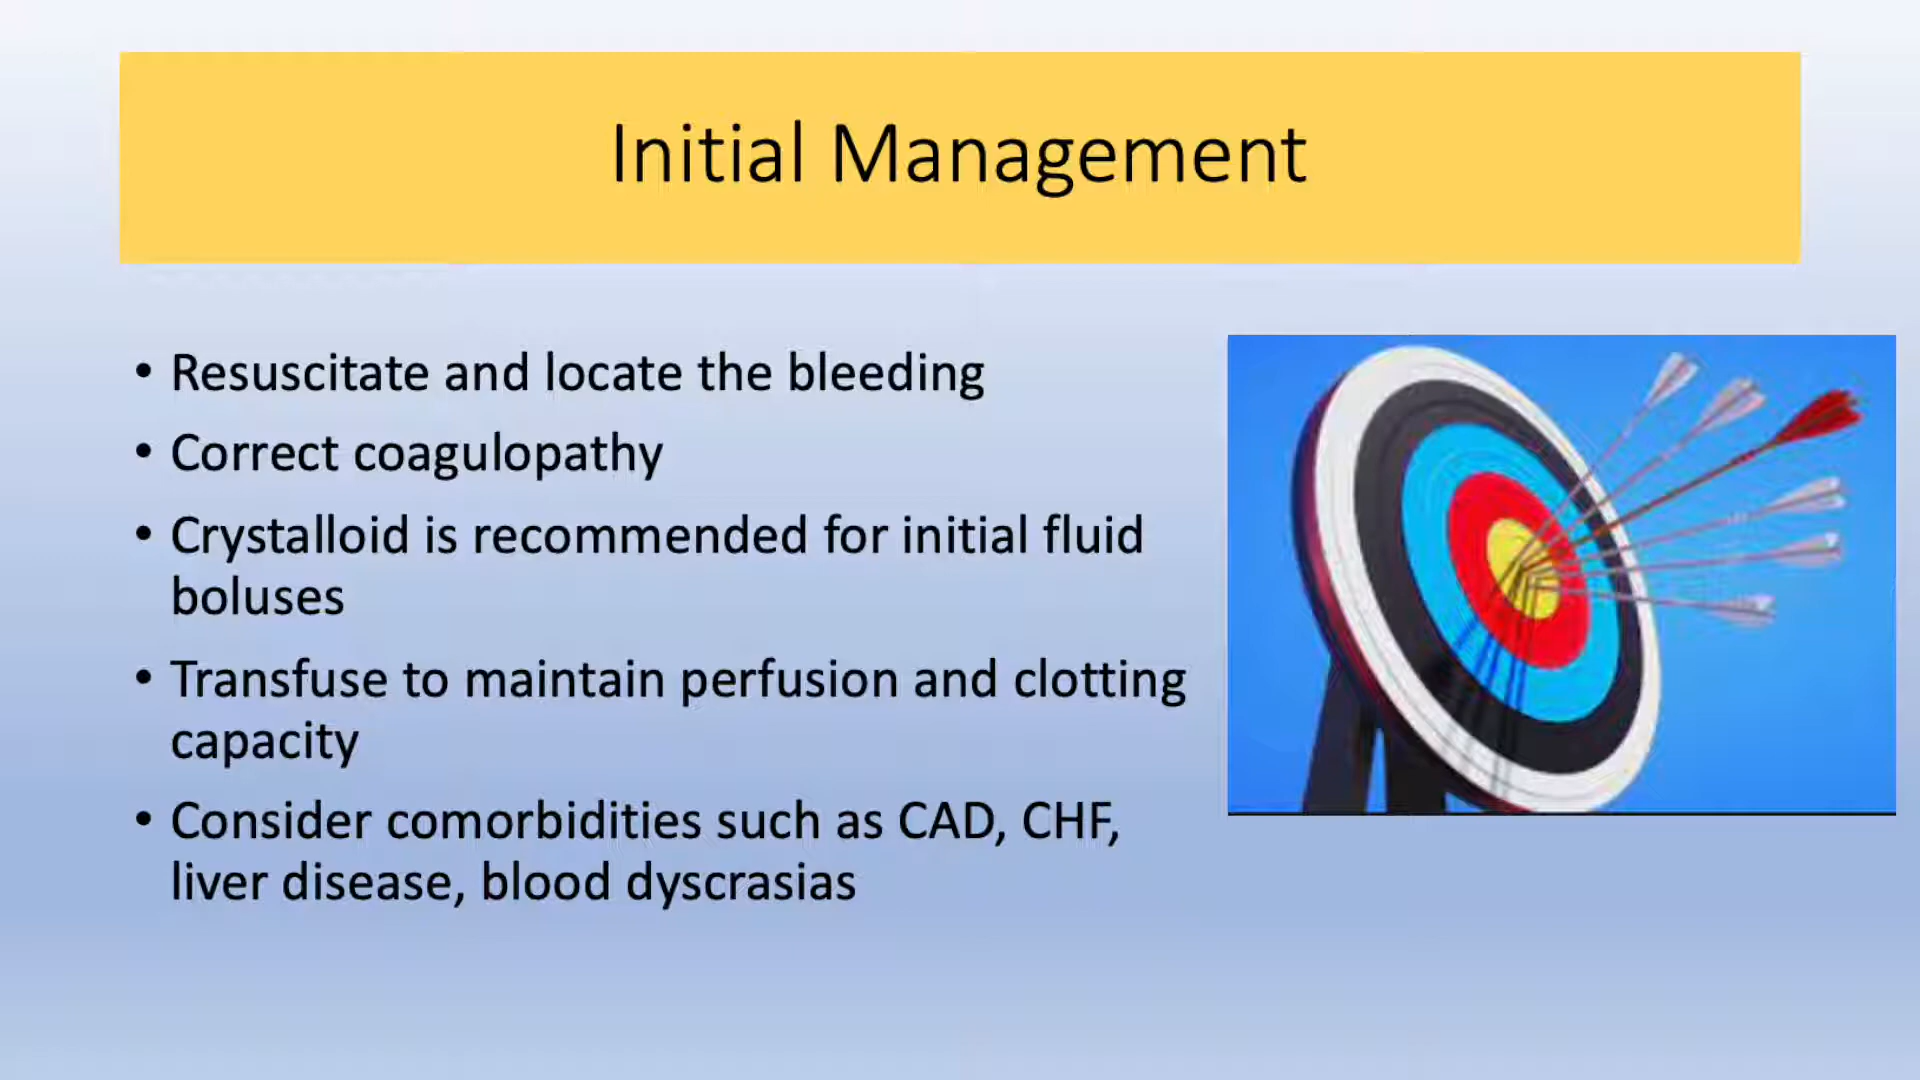 Initial Management
• Resuscitate and locate the bleeding
• Correct coagulopathy
• Crystalloid is recommended for initial fluid
boluses
• Transfuse to maintain perfusion and clotting
capacity
• Consider comorbidities such as CAD, CHF,
liver disease, blood dyscrasias